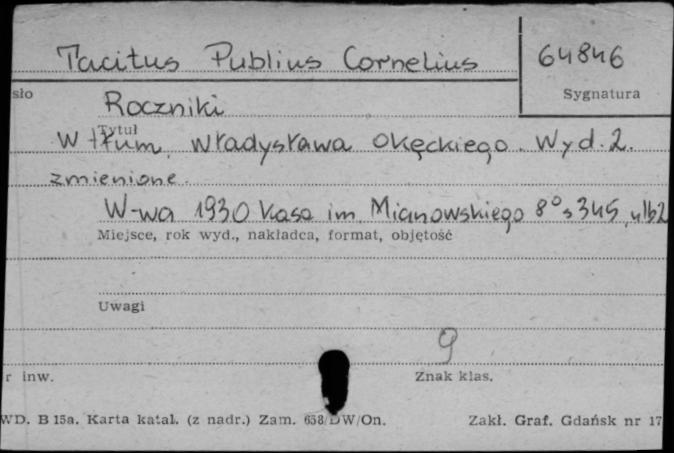 Tacitus Publius Cornelius
64846
sło
Sygnatura
Roczniki
Tytuł
W tłum. Władysława Okęckiego. Wyd. 2.
zmienione.
W-wa 1930 Kasa im. Mianowskiego 8° s 345, nlb2
Miejsce, rok wyd., nakładca, format, objętość
Uwagi
9
r inw.
Znak klas.
WD. B 15a. Karta katal. (z nadr.) Zam. 658/DW/On.
Zakł. Graf. Gdańsk nr 17